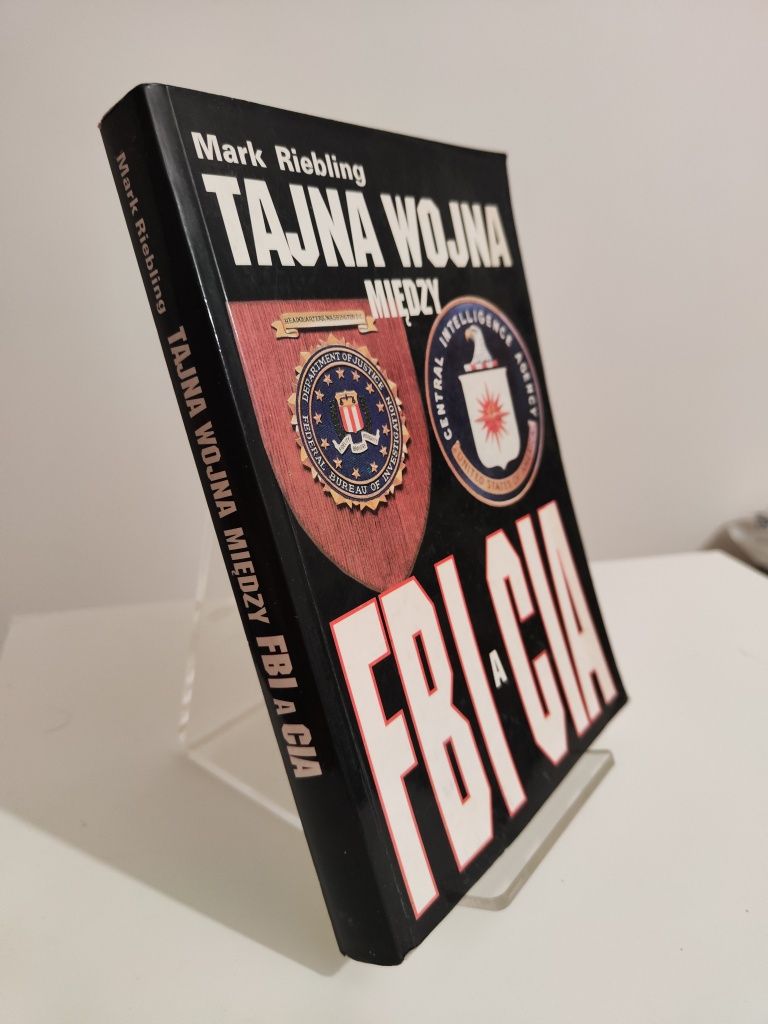 Mark Riebling TAJNA WOJNA MIĘDZY FBI A CIA
Mark Riebling
TAJNA WOJNA
MIĘDZY
HEADQUARTERS, WASHINGTON D.C.
DEPARTMENT OF JUSTICE
FEDERAL BUREAU OF INVESTIGATION
CENTRAL INTELLIGENCE AGENCY
UNITED STATES OF AMERICA
FBI A CIA